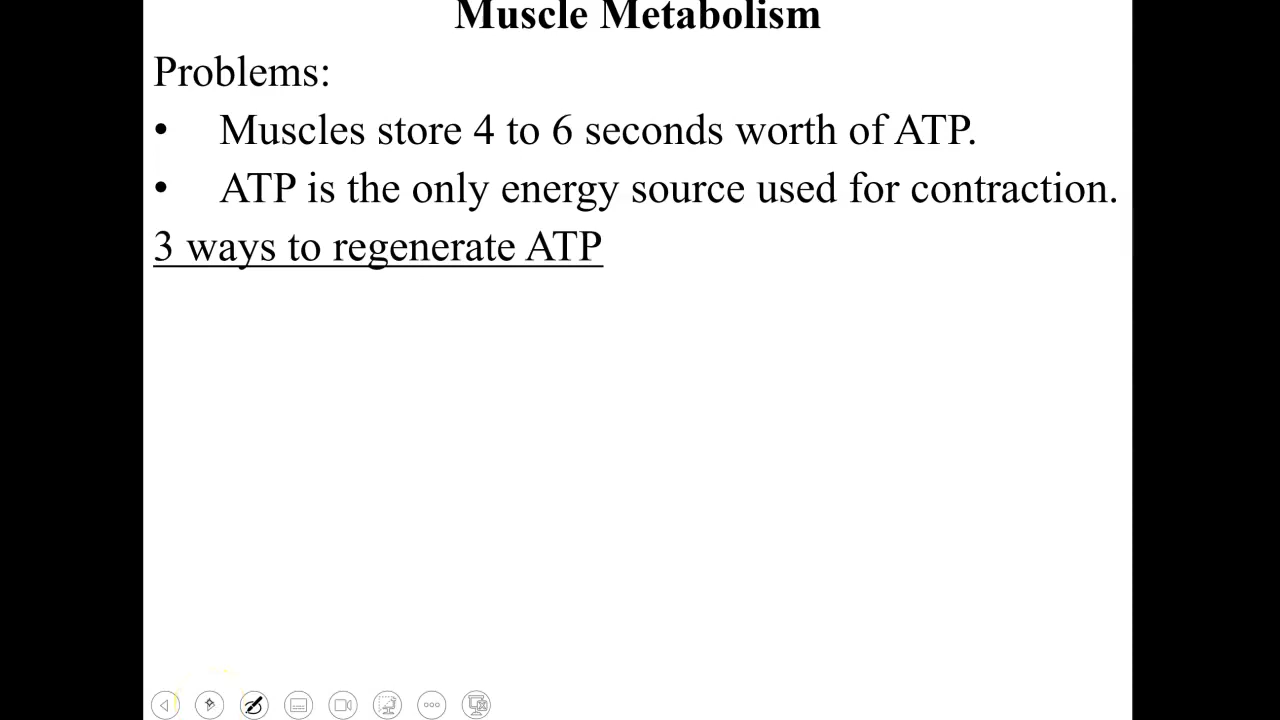 Muscle Metabolism
Problems:
• Muscles store 4 to 6 seconds worth of ATP.
• ATP is the only energy source used for contraction.
3 ways to regenerate ATP